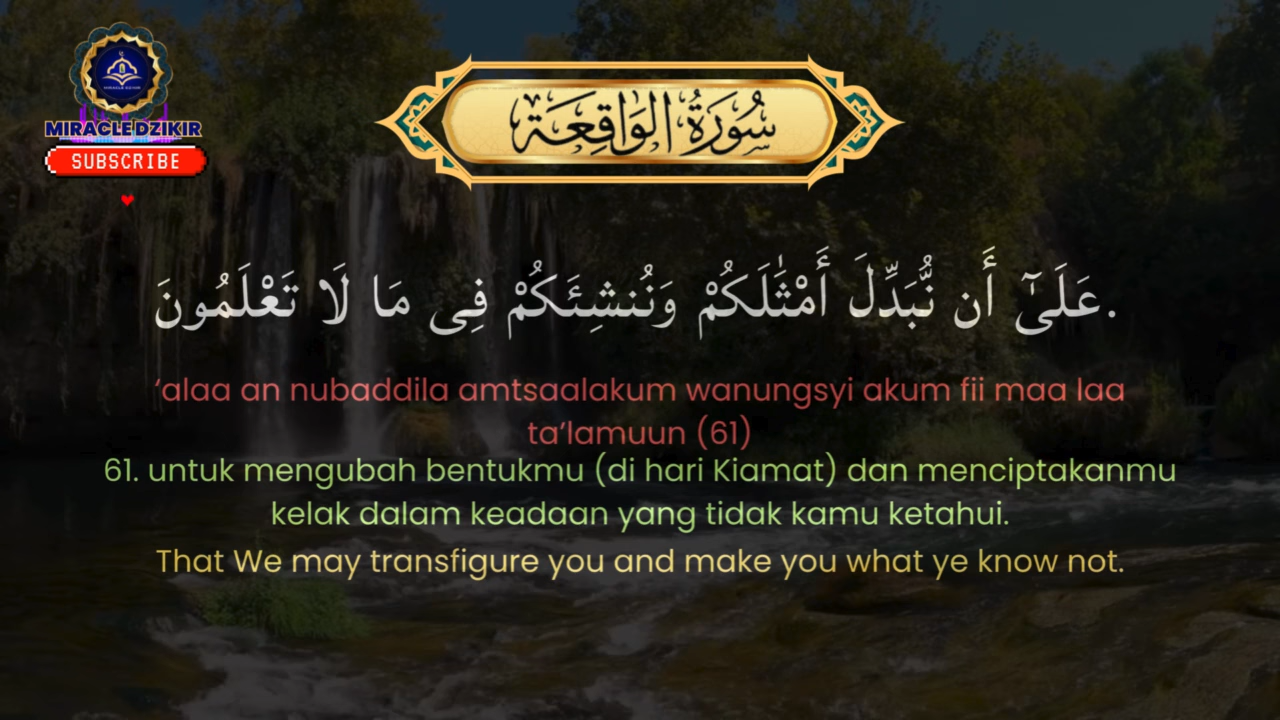 MIRACLE DZIKIR
SUBSCRIBE
سُورَةُ الوَاقِعَة
عَلَىٰٓ أَن نُّبَدِّلَ أَمْثَٰلَكُمْ وَنُنشِئَكُمْ فِى مَا لَا تَعْلَمُونَ.
‘alaa an nubaddila amtsaalakum wanungsyi akum fii maa laa
ta’lamuun (61)
61. untuk mengubah bentukmu (di hari Kiamat) dan menciptakanmu
kelak dalam keadaan yang tidak kamu ketahui.
That We may transfigure you and make you what ye know not.